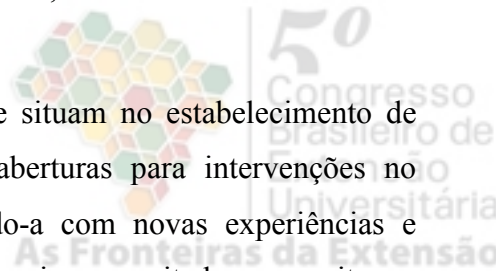 5º
Congresso
Brasileiro de
Extensão
Universitária
As Fronteiras da Extensão
e situam no estabelecimento de
aberturas para intervenções no
do-a com novas experiências e